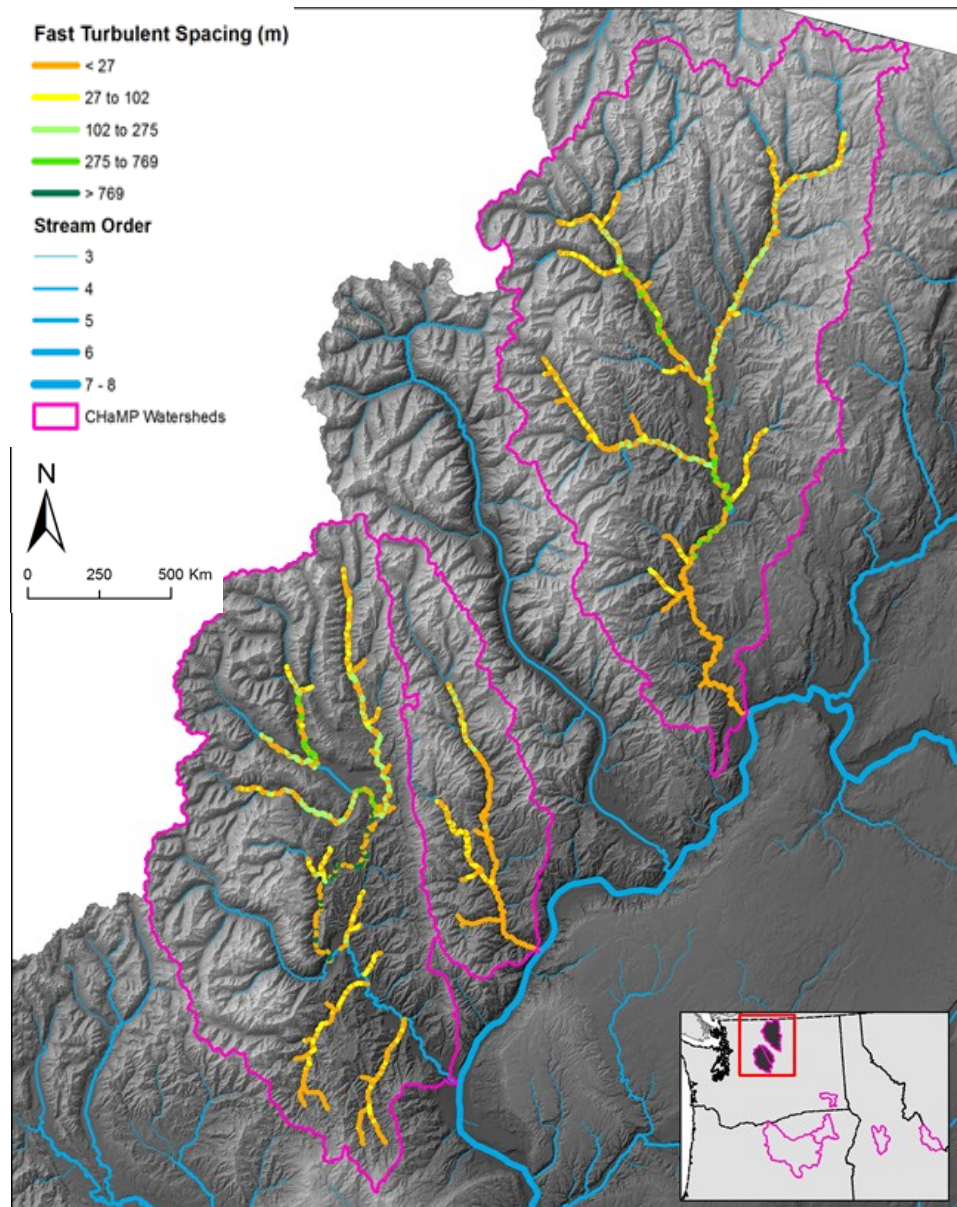 Fast Turbulent Spacing (m)
< 27
27 to 102
102 to 275
275 to 769
> 769
Stream Order
3
4
5
6
7 - 8
CHaMP Watersheds
N
0 250 500 Km